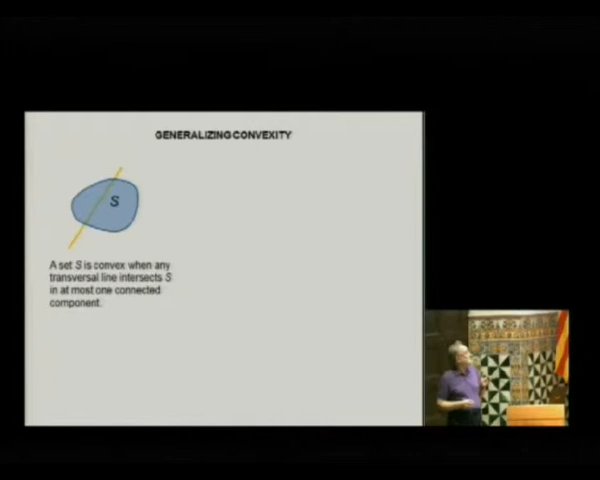 GENERALIZING CONVEXITY
S
A set S is convex when any
transversal line intersects S
in at most one connected
component.